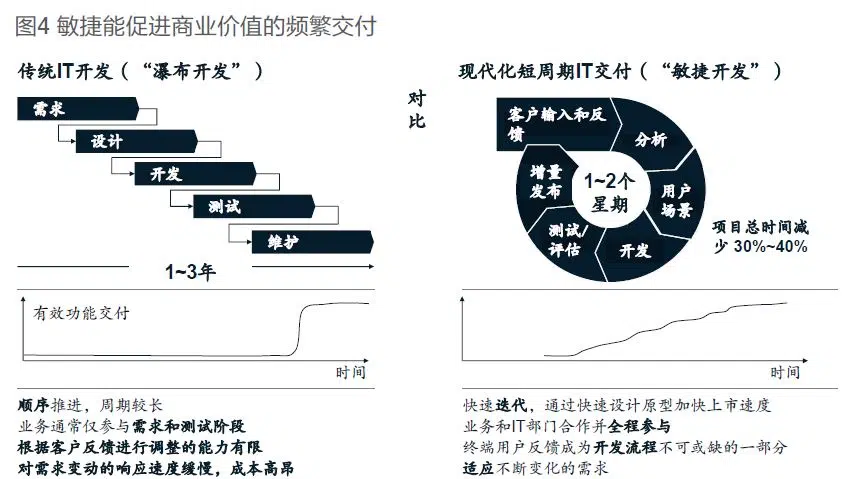 图4 敏捷能促进商业价值的频繁交付
传统IT开发（“瀑布开发”）
需求
设计
开发
测试
维护
1~3年
有效功能交付
时间
顺序推进，周期较长
业务通常仅参与需求和测试阶段
根据客户反馈进行调整的能力有限
对需求变动的响应速度缓慢，成本高昂
对
比
现代化短周期IT交付（“敏捷开发”）
客户输入和反
馈
分析
用户
场景
开发
测试/
评估
增量
发布
1~2个
星期
项目总时间减
少 30%~40%
时间
快速迭代，通过快速设计原型加快上市速度
业务和IT部门合作并全程参与
终端用户反馈成为开发流程不可或缺的一部分
适应不断变化的需求